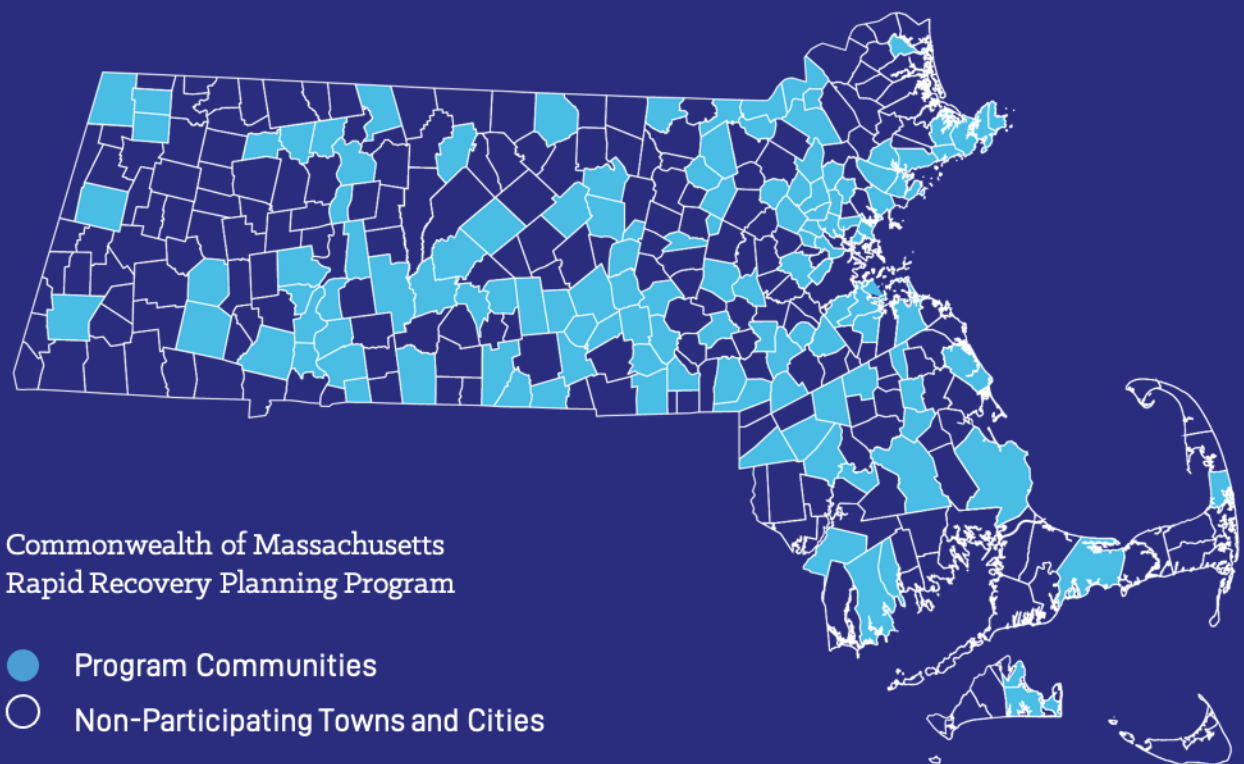 Commonwealth of Massachusetts
Rapid Recovery Planning Program
Program Communities
Non-Participating Towns and Cities